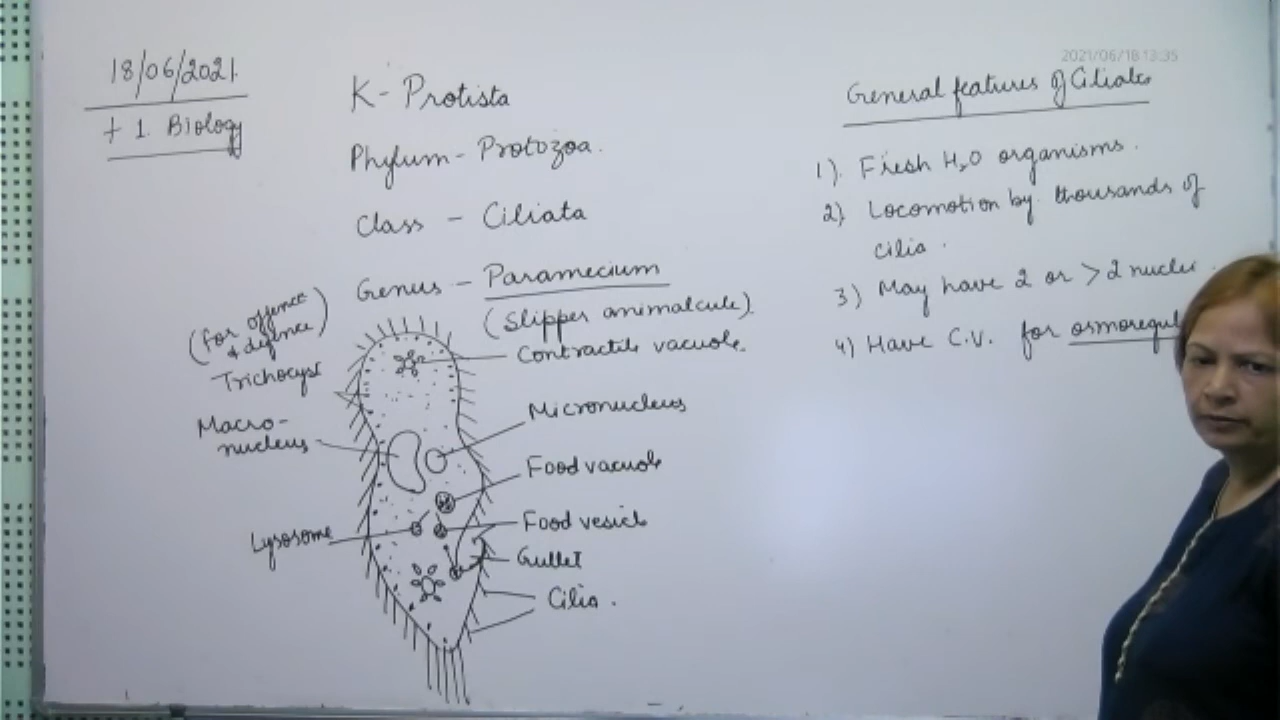 2021/06/18 13:35
18/06/2021.
+ 1. Biology
K - Protista
Phylum - Protozoa.
Class - Ciliata
Genus - Paramecium
(Slipper animalcule).
(For offence
& defence)
Trichocyst
Macro-
nucleus
Lysosome
Contractile vacuole.
Micronucleus
Food vacuole
Food vesicle
Gullet
Cilia.
General features of Ciliates
1). Fresh H2O organisms.
2). Locomotion by thousands of
cilia.
3) May have 2 or > 2 nuclei.
4) Have C.V. for osmoregul